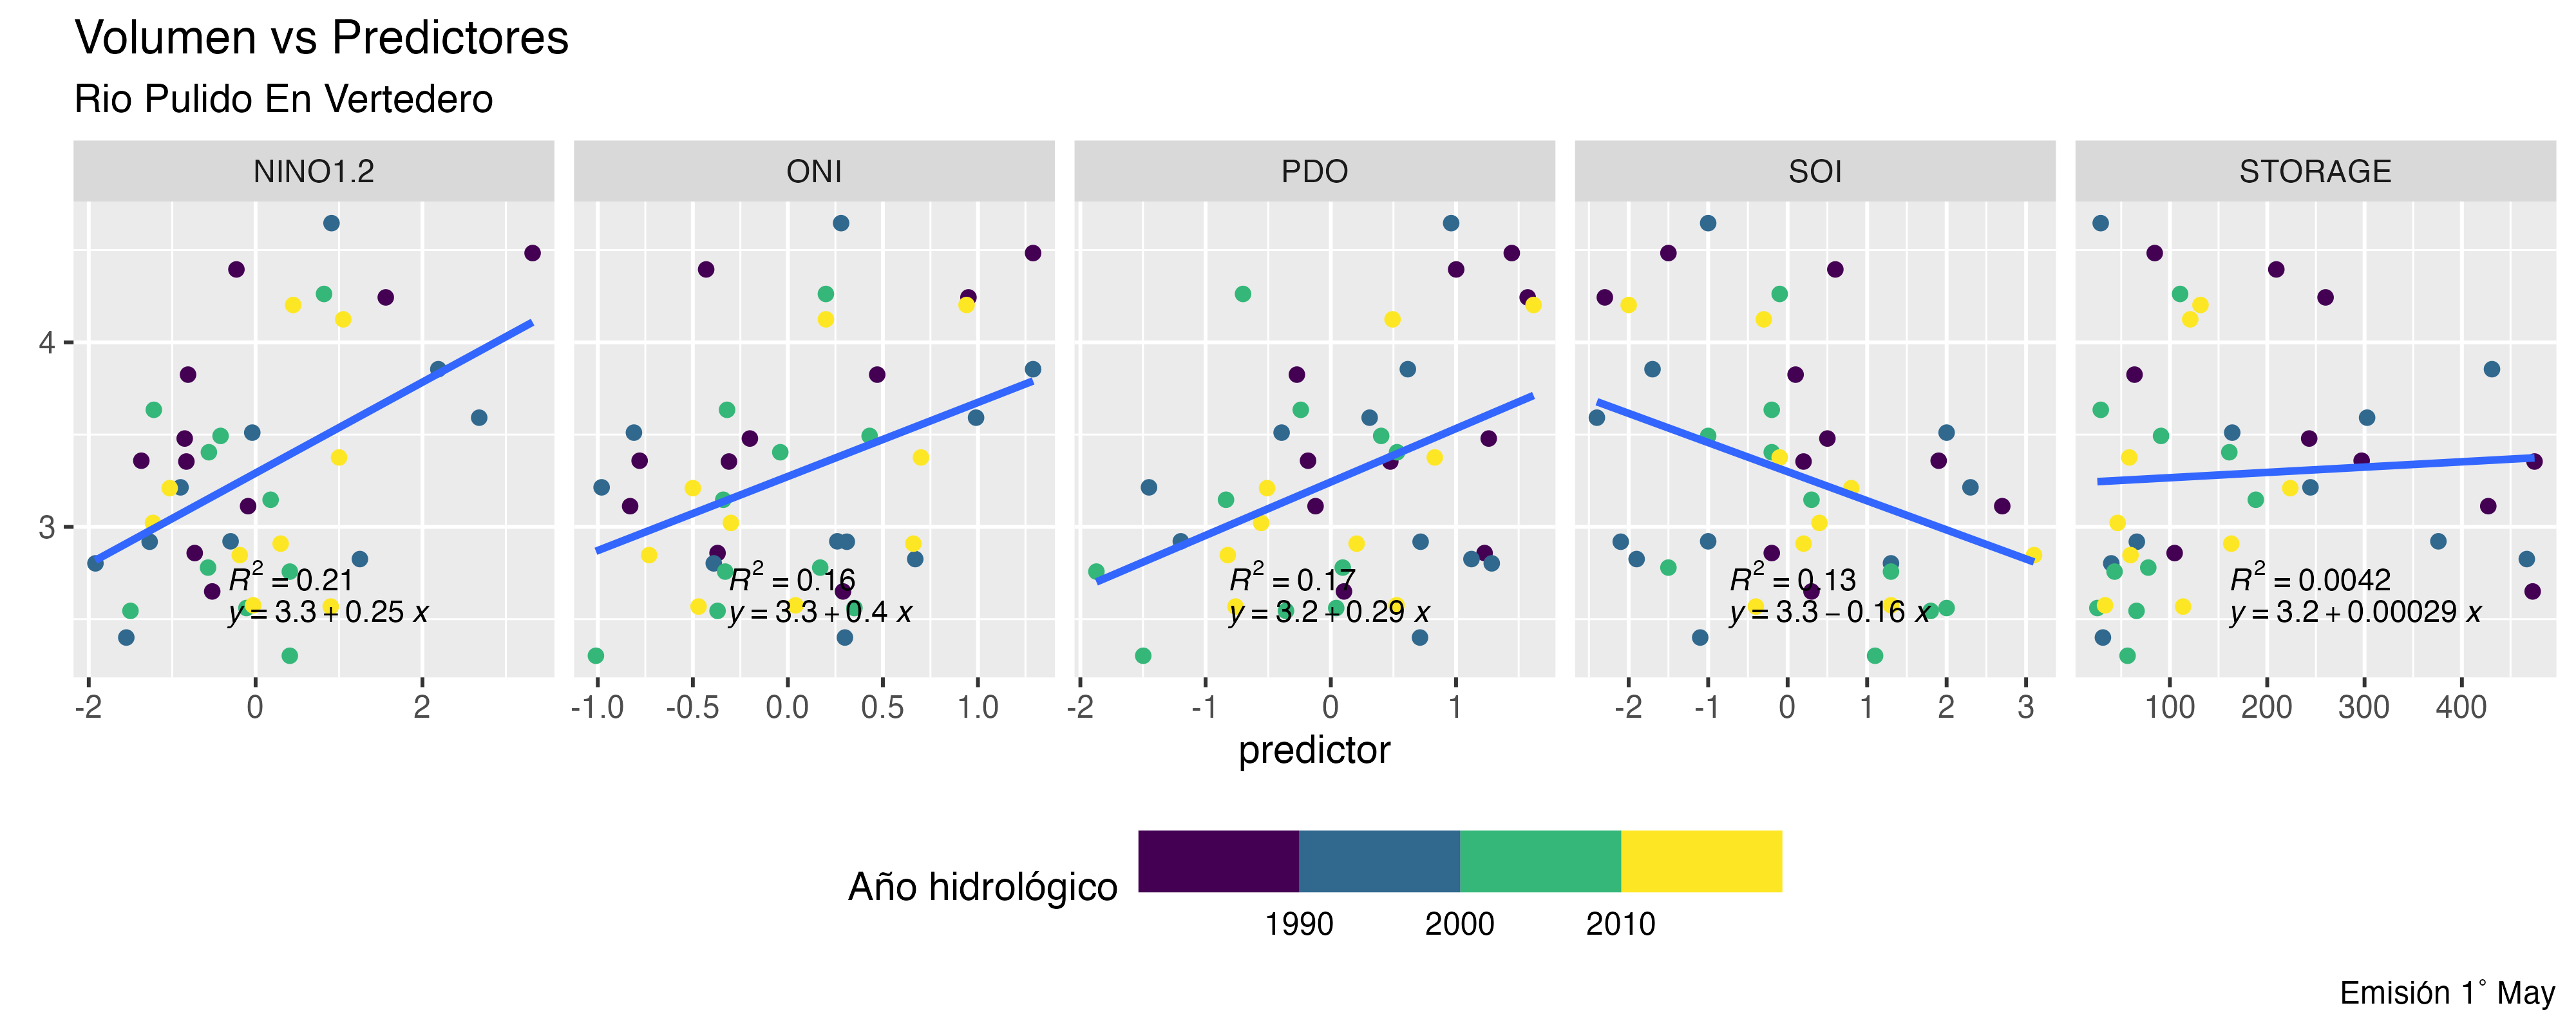 Volumen vs Predictores
Rio Pulido En Vertedero
NINO1.2 ONI PDO SOI STORAGE
4
3
R² = 0.21 R² = 0.16 R² = 0.17 R² = 0.13 R² = 0.0042
y = 3.3 + 0.25 x y = 3.3 + 0.4 x y = 3.2 + 0.29 x y = 3.3 − 0.16 x y = 3.2 + 0.00029 x
-2 0 2 -1.0 -0.5 0.0 0.5 1.0 -2 -1 0 1 -2 -1 0 1 2 3 100 200 300 400
predictor
Año hidrológico
1990 2000 2010
Emisión 1° May